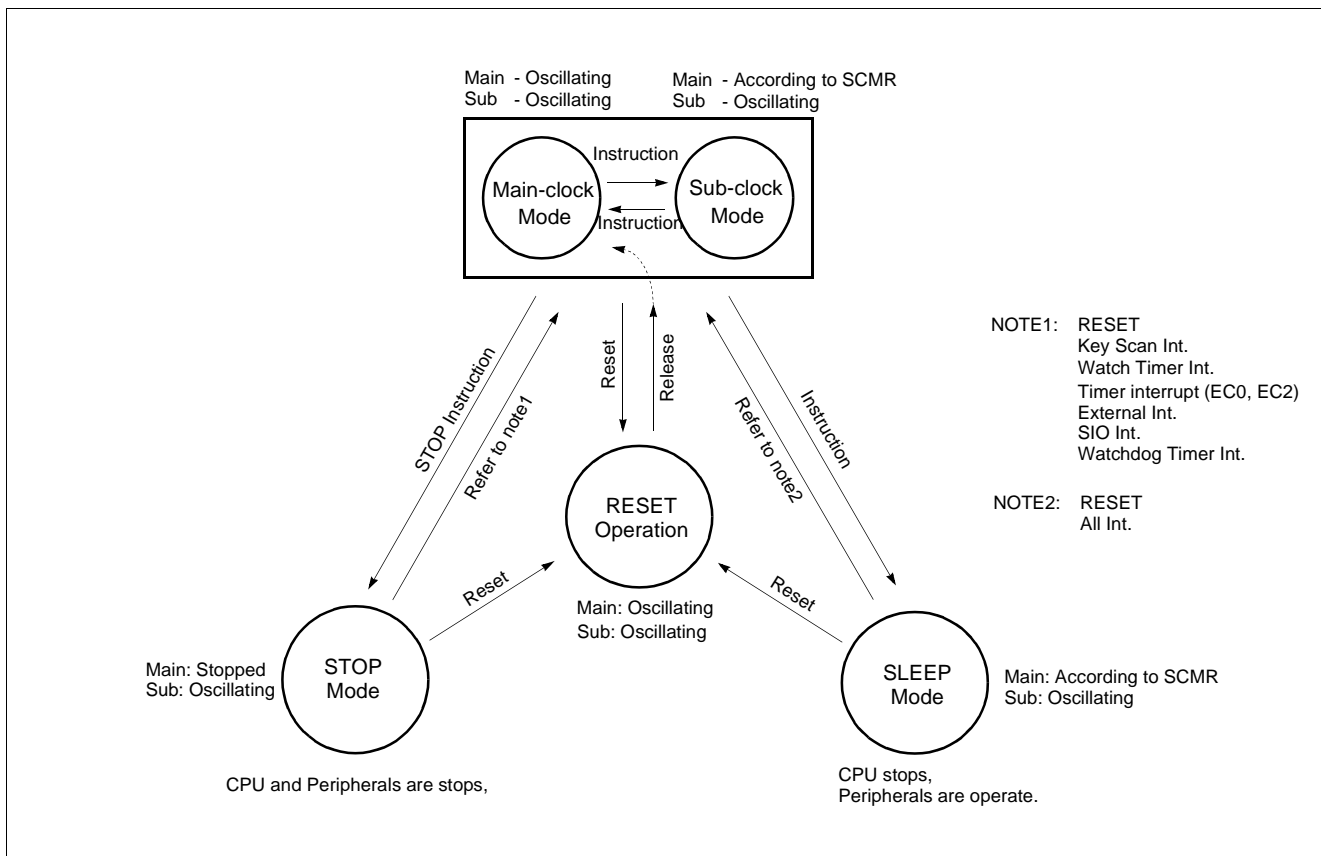 Main - Oscillating
Sub - Oscillating
Main - According to SCMR
Sub - Oscillating
Instruction
Main-clock
Mode
Sub-clock
Mode
Instruction
STOP Instruction
Refer to note1
Reset
Release
Refer to note2
Instruction
NOTE1: RESET
Key Scan Int.
Watch Timer Int.
Timer interrupt (EC0, EC2)
External Int.
SIO Int.
Watchdog Timer Int.
NOTE2: RESET
All Int.
RESET
Operation
Reset
Reset
Main: Oscillating
Sub: Oscillating
Main: Stopped
Sub: Oscillating
STOP
Mode
SLEEP
Mode
Main: According to SCMR
Sub: Oscillating
CPU and Peripherals are stops,
CPU stops,
Peripherals are operate.